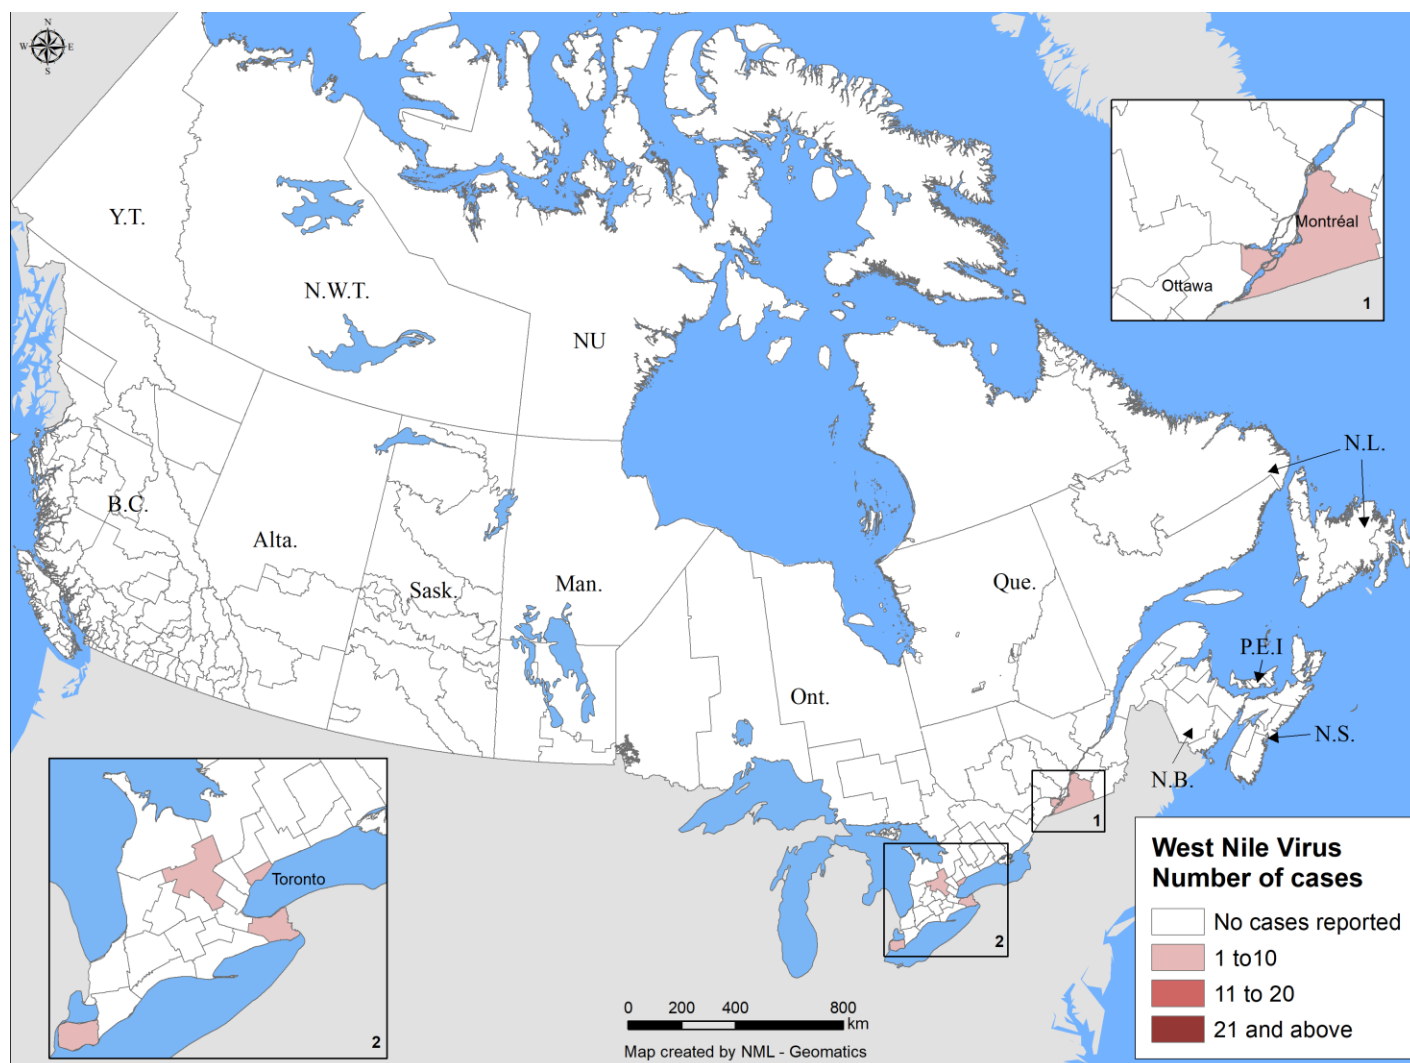 N
W E
S
Y.T.
N.W.T.
NU
B.C.
Alta.
Sask.
Man.
Ont.
Que.
N.L.
P.E.I
N.S.
N.B.
1
2
Montréal
Ottawa
1
Toronto
2
West Nile Virus
Number of cases
No cases reported
1 to10
11 to 20
21 and above
0 200 400 800
km
Map created by NML - Geomatics